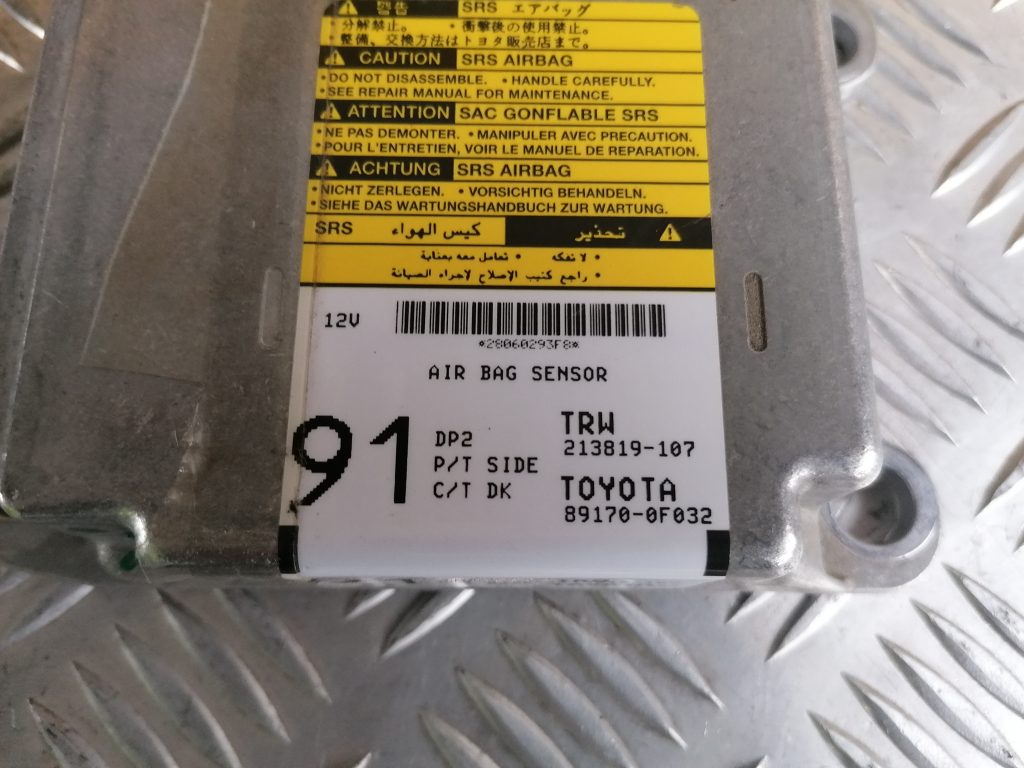 警告 SRS エアバッグ
・分解禁止。 ・衝撃後の使用禁止。
・整備、交換方法はトヨタ販売店まで。
CAUTION SRS AIRBAG
・DO NOT DISASSEMBLE. ・HANDLE CAREFULLY.
・SEE REPAIR MANUAL FOR MAINTENANCE.
ATTENTION SAC GONFLABLE SRS
・NE PAS DEMONTER. ・MANIPULER AVEC PRECAUTION.
・POUR L'ENTRETIEN, VOIR LE MANUEL DE REPARATION.
ACHTUNG SRS AIRBAG
・NICHT ZERLEGEN. ・VORSICHTIG BEHANDELN.
・SIEHE DAS WARTUNGSHANDBUCH ZUR WARTUNG.
تحذير كيس الهواء SRS
• لا تفكه • تعامل معه بعناية
• راجع كتيب الإصلاح لإجراء الصيانة
12V
*28060293F8*
AIR BAG SENSOR
91
DP2
P/T SIDE
C/T DK
TRW
213819-107
TOYOTA
89170-0F032